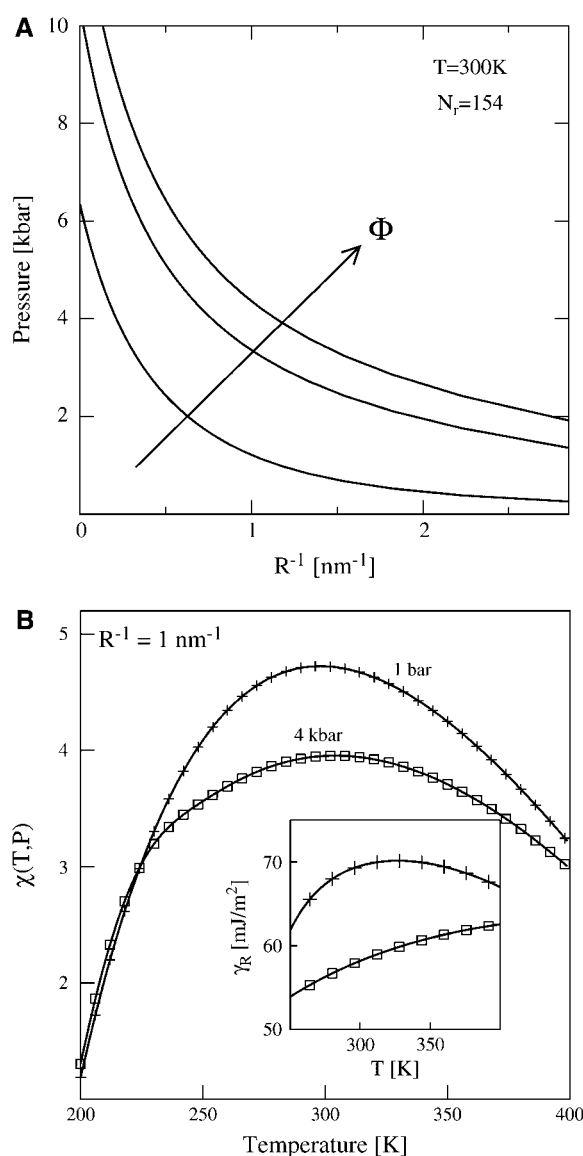 A
10
8
6
4
2
0
1
2
Pressure [kbar]
T=300K
N_r=154
Φ
R⁻¹ [nm⁻¹]
B
R⁻¹ = 1 nm⁻¹
5
4
3
2
1
χ(T,P)
1 bar
4 kbar
70
60
50
γ_R [mJ/m²]
300
350
T [K]
200
250
300
350
400
Temperature [K]